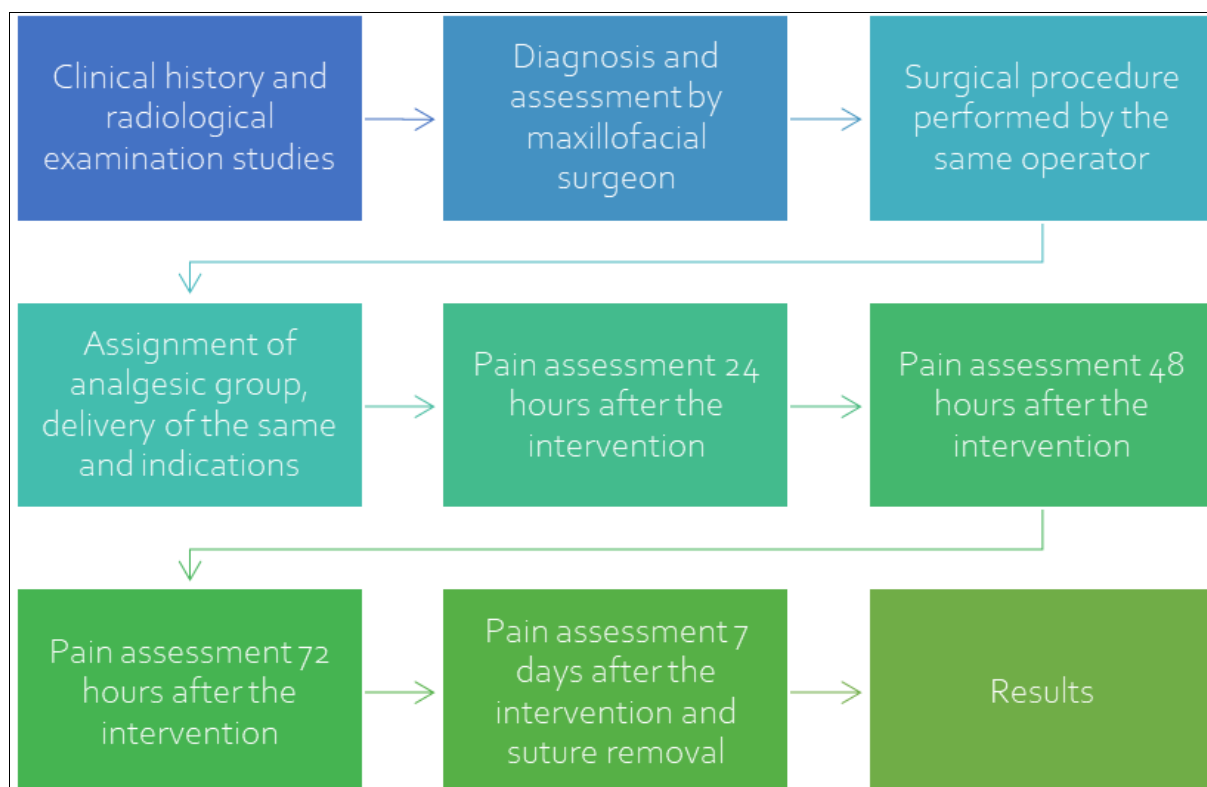 Clinical history and
radiological
examination studies
Diagnosis and
assessment by
maxillofacial
surgeon
Surgical procedure
performed by the
same operator
Assignment of
analgesic group,
delivery of the same
and indications
Pain assessment 24
hours after the
intervention
Pain assessment 48
hours after the
intervention
Pain assessment 72
hours after the
intervention
Pain assessment 7
days after the
intervention and
suture removal
Results